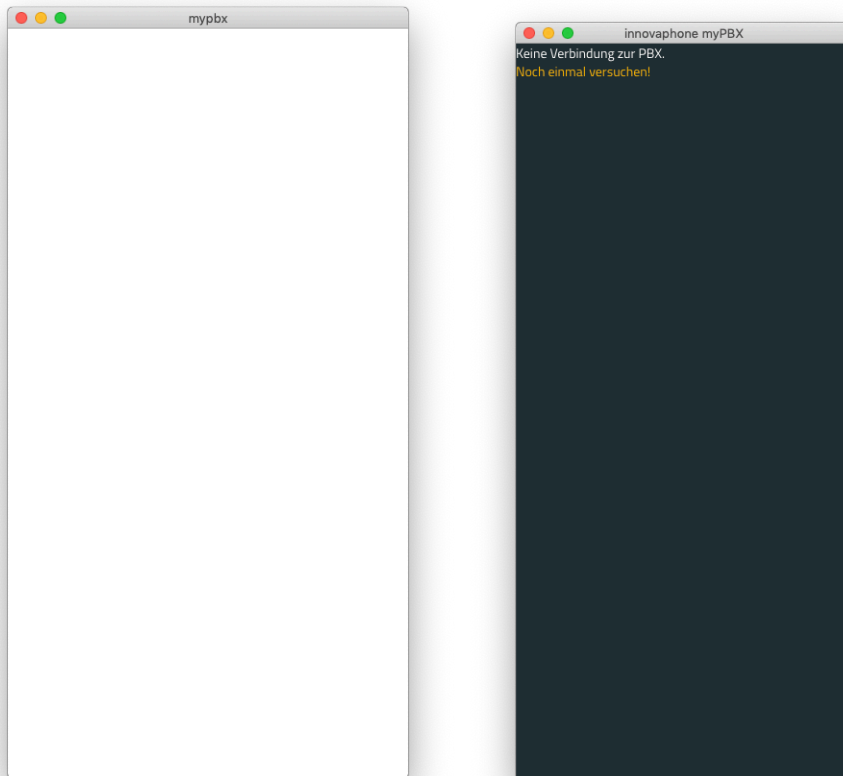 mypbx
innovaphone myPBX
Keine Verbindung zur PBX.
Noch einmal versuchen!